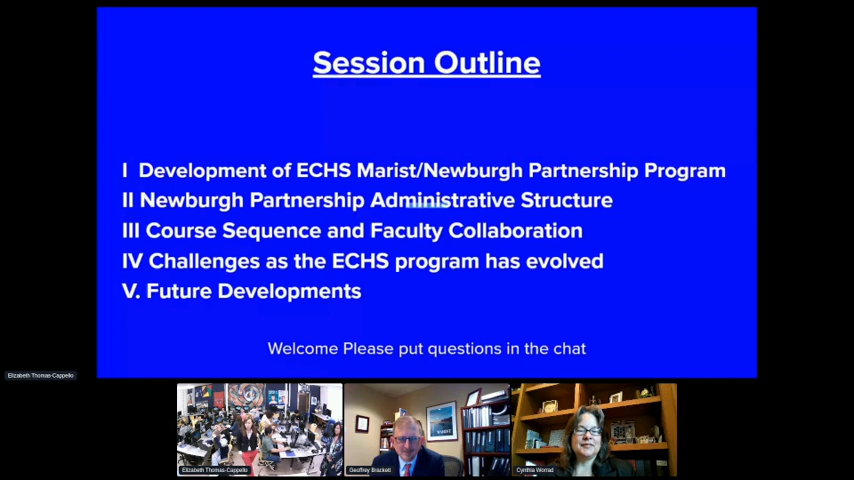 Session Outline
I Development of ECHS Marist/Newburgh Partnership Program
II Newburgh Partnership Administrative Structure
III Course Sequence and Faculty Collaboration
IV Challenges as the ECHS program has evolved
V. Future Developments
Welcome Please put questions in the chat
Elizabeth Thomas-Cappello
Elizabeth Thomas-Cappello
Geoffrey Brackett
Cynthia Worrad